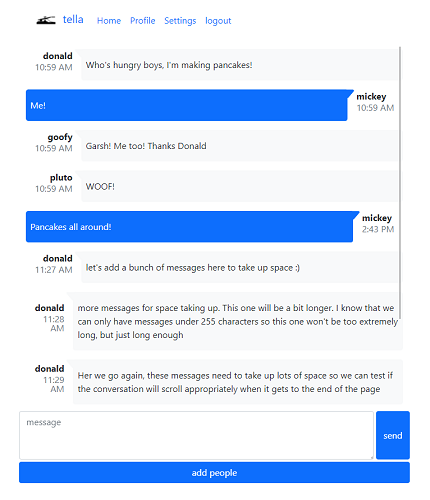 tella Home Profile Settings logout
donald
10:59 AM
Who's hungry boys, I'm making pancakes!
Me!
mickey
10:59 AM
goofy
10:59 AM
Garsh! Me too! Thanks Donald
pluto
10:59 AM
WOOF!
Pancakes all around!
mickey
2:43 PM
donald
11:27 AM
let's add a bunch of messages here to take up space :)
donald
11:28
AM
more messages for space taking up. This one will be a bit longer. I know that we
can only have messages under 255 characters so this one won't be too extremely
long, but just long enough
donald
11:29
AM
Her we go again, these messages need to take up lots of space so we can test if
the conversation will scroll appropriately when it gets to the end of the page
message
send
add people